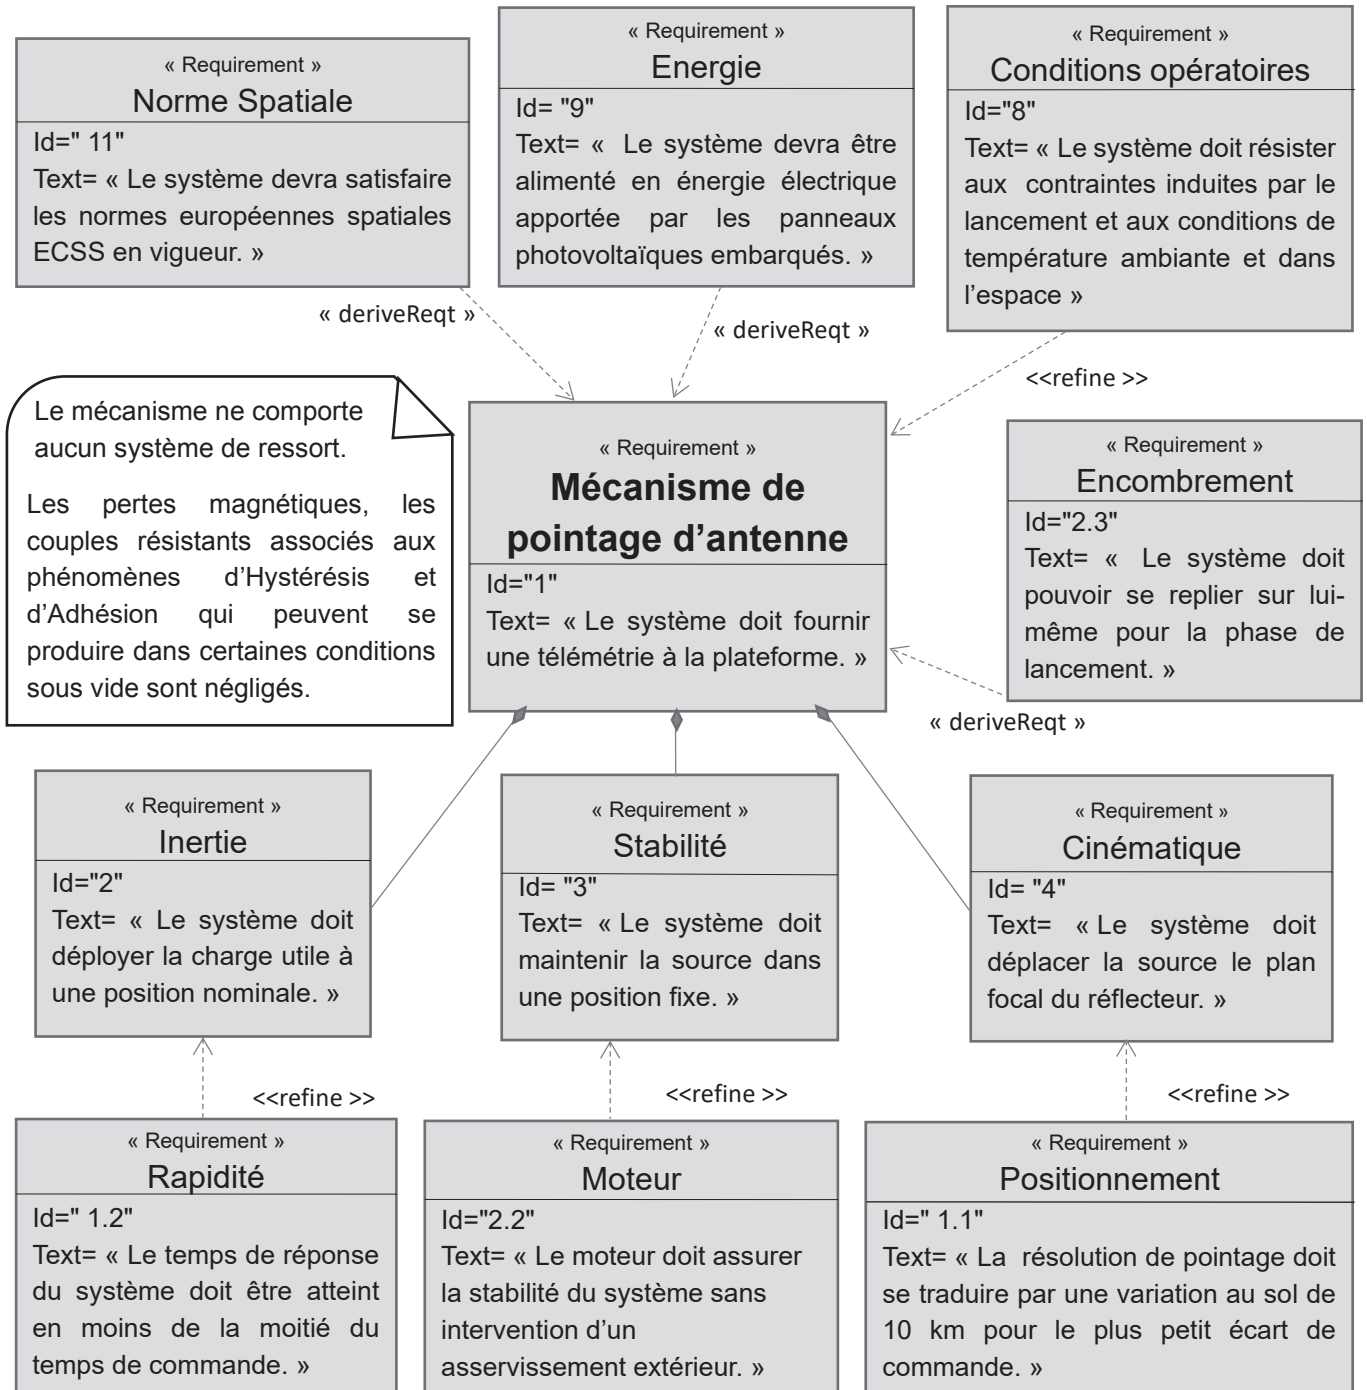 « Requirement »
Norme Spatiale
Id=" 11"
Text= « Le système devra satisfaire
les normes européennes spatiales
ECSS en vigueur. »
« Requirement »
Energie
Id= "9"
Text= « Le système devra être
alimenté en énergie électrique
apportée par les panneaux
photovoltaïques embarqués. »
« Requirement »
Conditions opératoires
Id="8"
Text= « Le système doit résister
aux contraintes induites par le
lancement et aux conditions de
température ambiante et dans
l'espace »
« deriveReqt »
« deriveReqt »
<<refine >>
Le mécanisme ne comporte
aucun système de ressort.
Les pertes magnétiques, les
couples résistants associés aux
phénomènes d'Hystérésis et
d'Adhésion qui peuvent se
produire dans certaines conditions
sous vide sont négligés.
« Requirement »
Mécanisme de
pointage d'antenne
Id="1"
Text= « Le système doit fournir
une télémétrie à la plateforme. »
« Requirement »
Encombrement
Id="2.3"
Text= « Le système doit
pouvoir se replier sur lui-
même pour la phase de
lancement. »
« deriveReqt »
« Requirement »
Inertie
Id="2"
Text= « Le système doit
déployer la charge utile à
une position nominale. »
« Requirement »
Stabilité
Id= "3"
Text= « Le système doit
maintenir la source dans
une position fixe. »
« Requirement »
Cinématique
Id= "4"
Text= « Le système doit
déplacer la source le plan
focal du réflecteur. »
<<refine >>
<<refine >>
<<refine >>
« Requirement »
Rapidité
Id=" 1.2"
Text= « Le temps de réponse
du système doit être atteint
en moins de la moitié du
temps de commande. »
« Requirement »
Moteur
Id="2.2"
Text= « Le moteur doit assurer
la stabilité du système sans
intervention d'un
asservissement extérieur. »
« Requirement »
Positionnement
Id=" 1.1"
Text= « La résolution de pointage doit
se traduire par une variation au sol de
10 km pour le plus petit écart de
commande. »